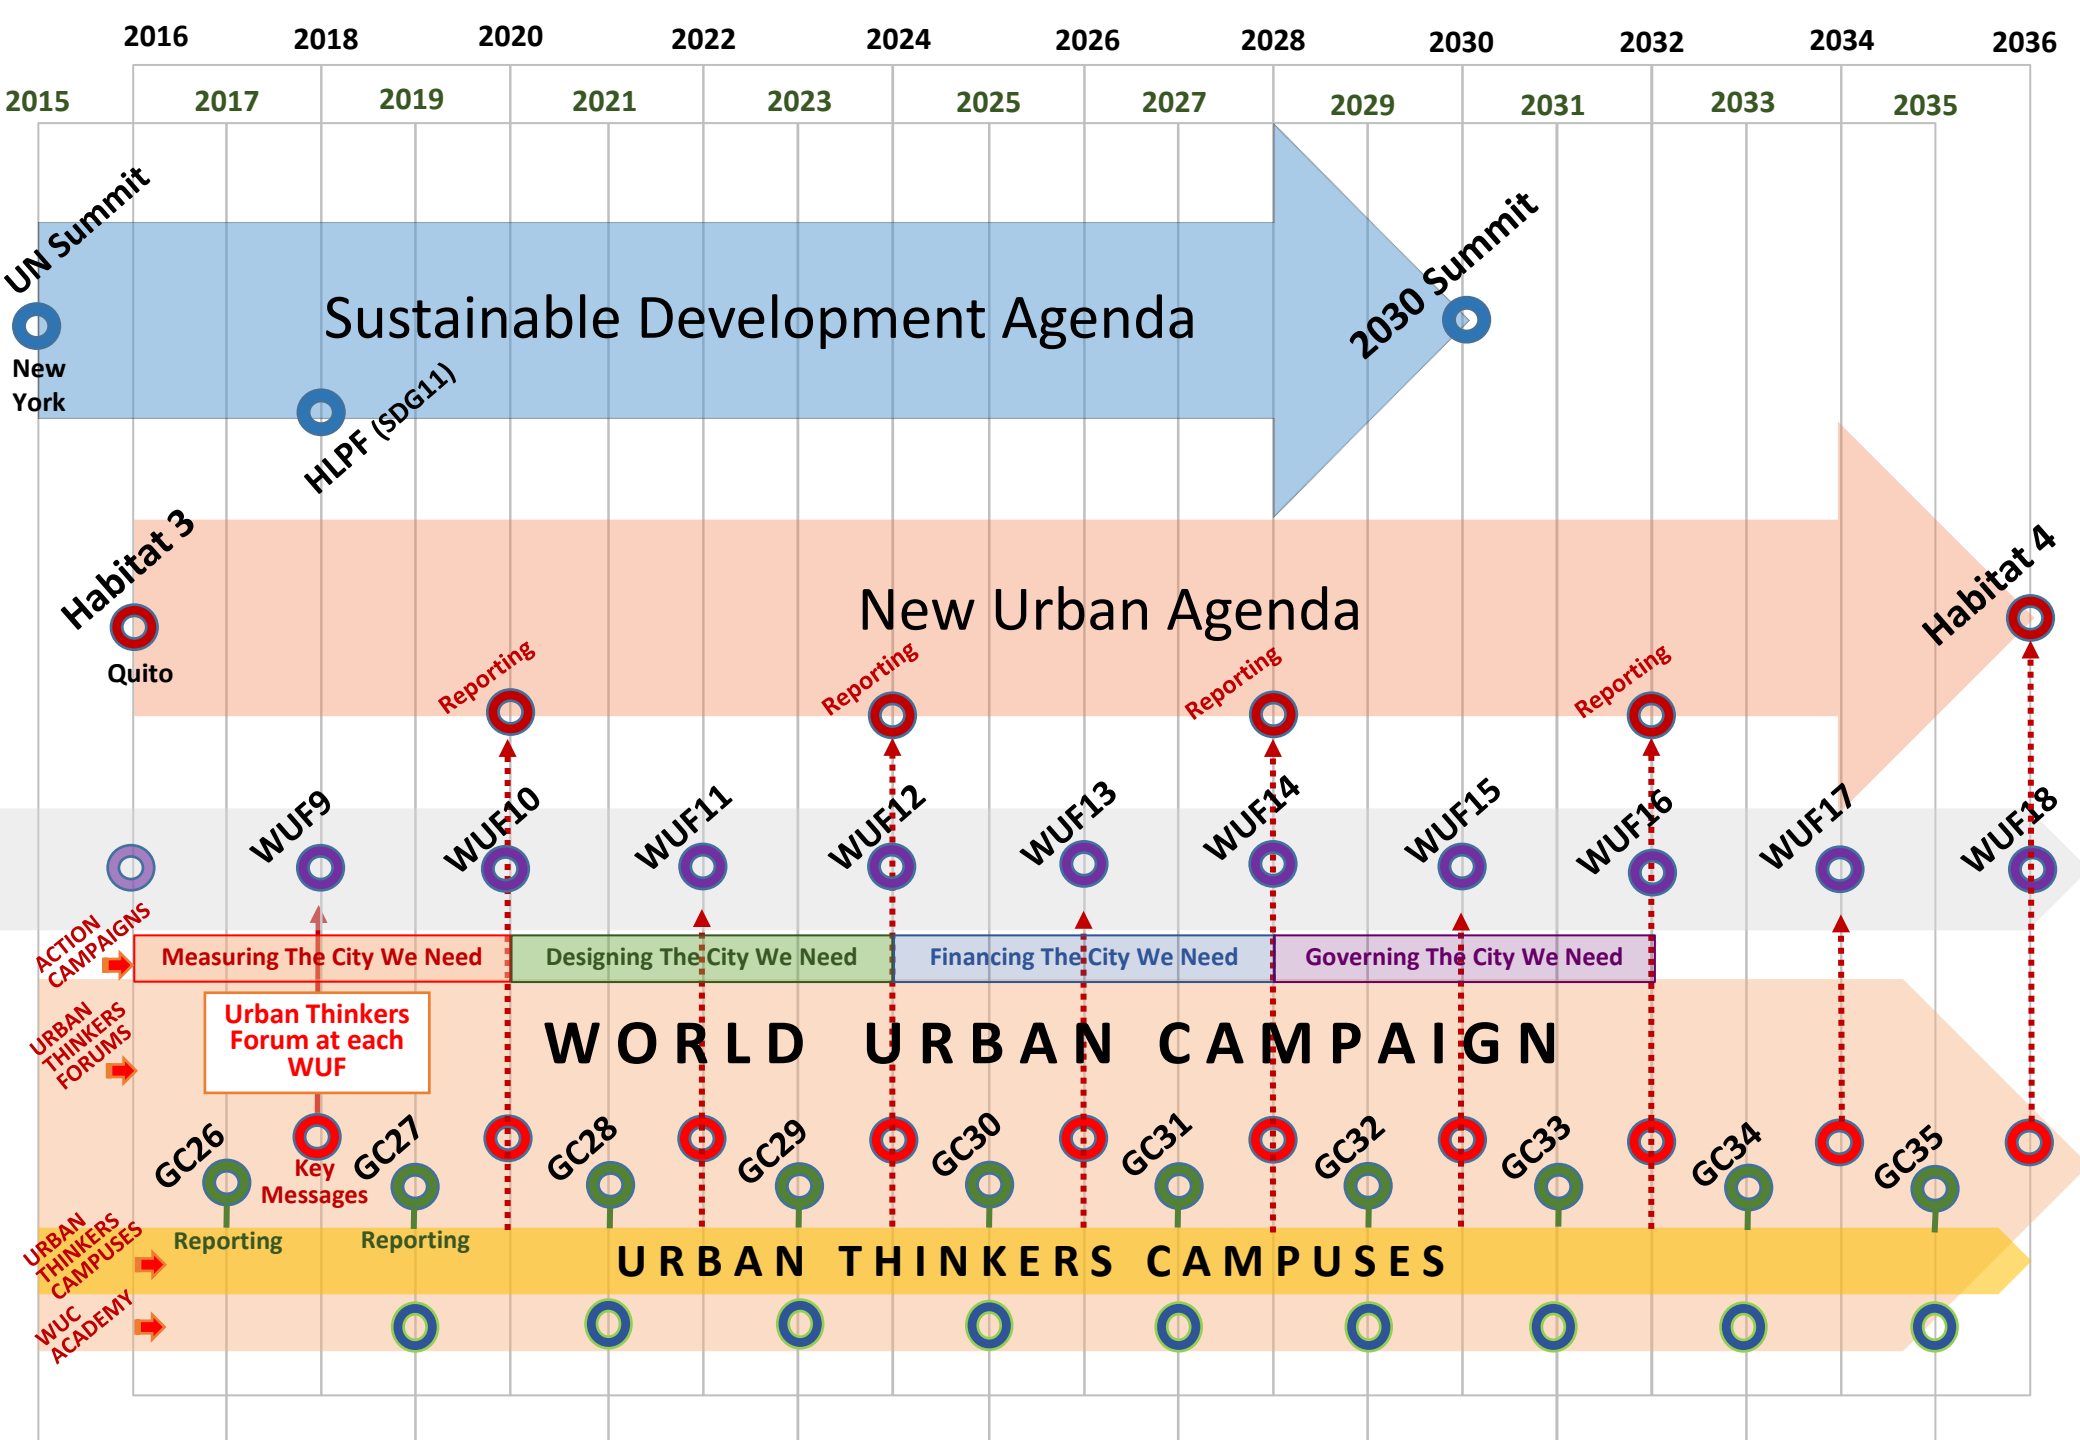 2016 2018 2020 2022 2024 2026 2028 2030 2032 2034 2036
2015 2017 2019 2021 2023 2025 2027 2029 2031 2033 2035
UN Summit
New
York
Sustainable Development Agenda
HLPF (SDG11)
2030 Summit
Habitat 3
Quito
New Urban Agenda
Habitat 4
Reporting
Reporting
Reporting
Reporting
WUF9
WUF10
WUF11
WUF12
WUF13
WUF14
WUF15
WUF16
WUF17
WUF18
ACTION
CAMPAIGNS
Measuring The City We Need
Designing The City We Need
Financing The City We Need
Governing The City We Need
URBAN
THINKERS
FORUMS
Urban Thinkers
Forum at each
WUF
WORLD URBAN CAMPAIGN
GC26
Key
Messages
GC27
GC28
GC29
GC30
GC31
GC32
GC33
GC34
GC35
Reporting
Reporting
URBAN
THINKERS
CAMPUSES
URBAN THINKERS CAMPUSES
WUC
ACADEMY